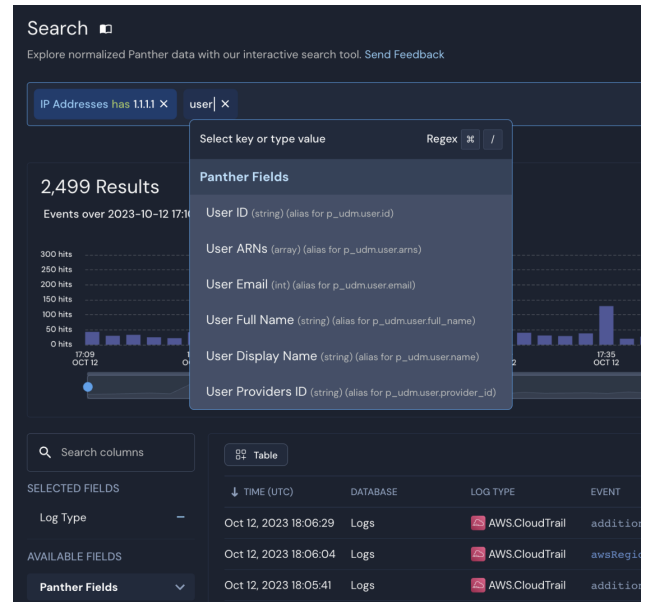 Search
Explore normalized Panther data with our interactive search tool. Send Feedback
IP Addresses has 1.1.1.1 × user ×
Select key or type value Regex ⌘ /
Panther Fields
User ID (string) (alias for p_udm.user.id)
User ARNs (array) (alias for p_udm.user.arns)
User Email (int) (alias for p_udm.user.email)
User Full Name (string) (alias for p_udm.user.full_name)
User Display Name (string) (alias for p_udm.user.name)
User Providers ID (string) (alias for p_udm.user.provider_id)
2,499 Results
Events over 2023-10-12 17:
300 hits
250 hits
200 hits
150 hits
100 hits
50 hits
0 hits
17:09 17:35
OCT 12 OCT 12
Search columns
Table
SELECTED FIELDS
Log Type
AVAILABLE FIELDS
Panther Fields
↓ TIME (UTC) DATABASE LOG TYPE EVENT
Oct 12, 2023 18:06:29 Logs AWS.CloudTrail addition
Oct 12, 2023 18:06:04 Logs AWS.CloudTrail awsRegio
Oct 12, 2023 18:05:41 Logs AWS.CloudTrail addition